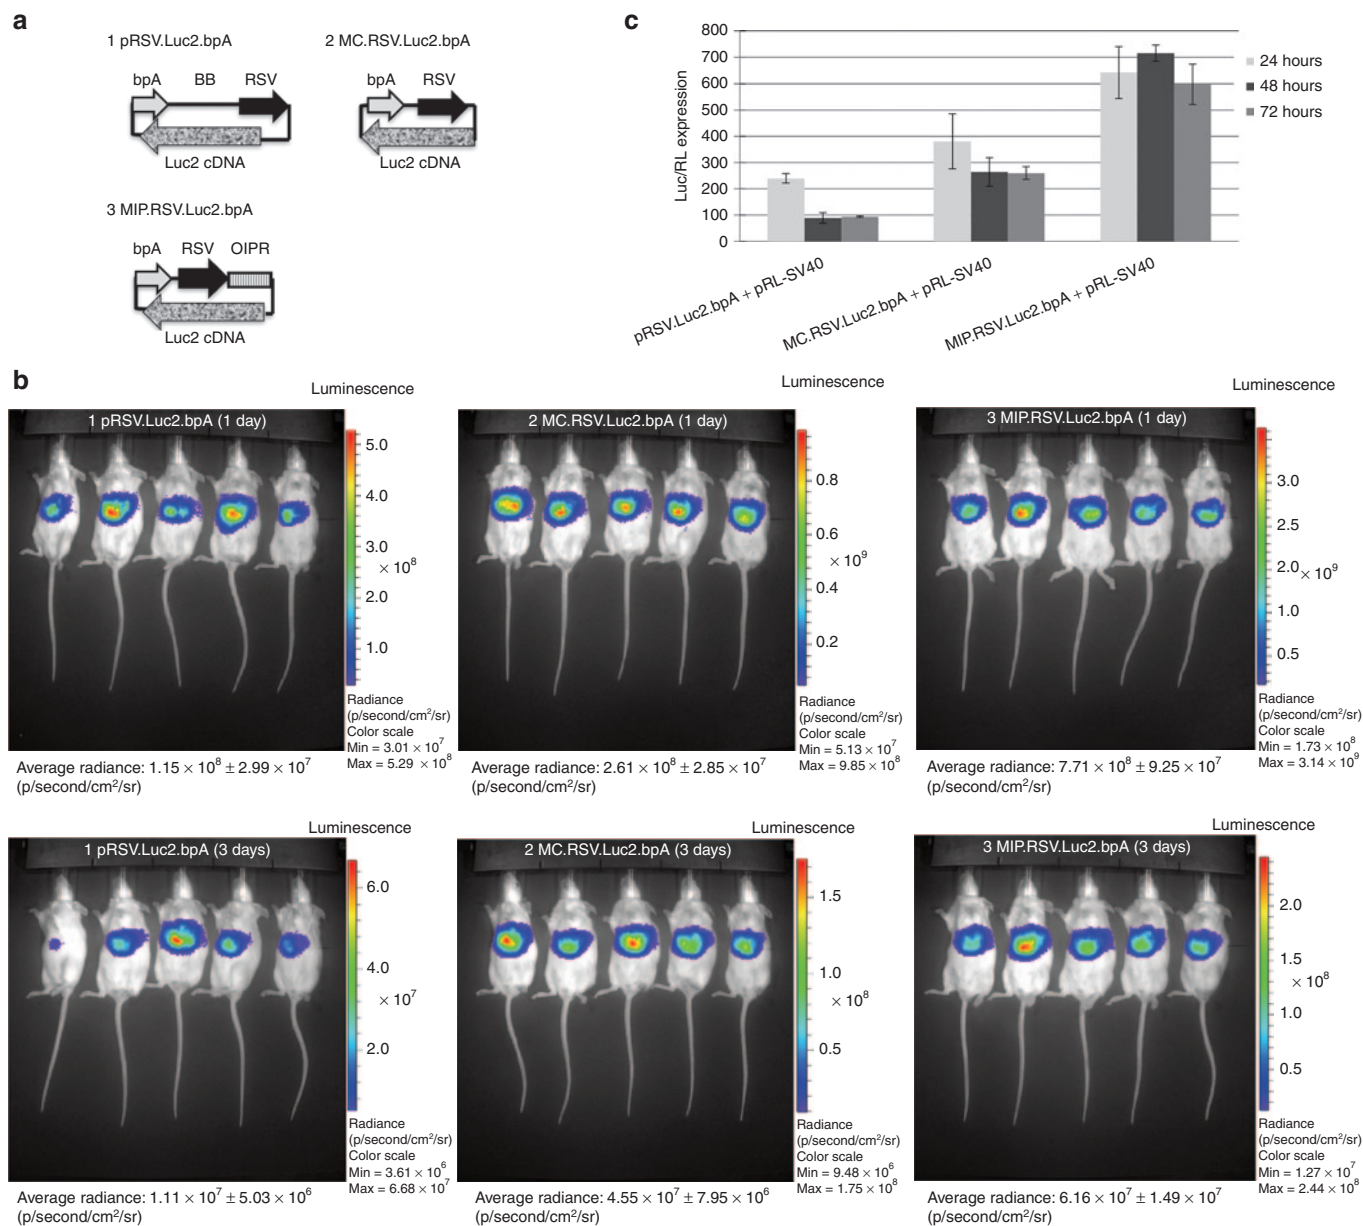 a
1 pRSV.Luc2.bpA
bpA BB RSV
Luc2 cDNA
2 MC.RSV.Luc2.bpA
bpA RSV
Luc2 cDNA
3 MIP.RSV.Luc2.bpA
bpA RSV OIPR
Luc2 cDNA
c
Luc/RL expression
800
700
600
500
400
300
200
100
0
24 hours
48 hours
72 hours
pRSV.Luc2.bpA + pRL-SV40
MC.RSV.Luc2.bpA + pRL-SV40
MIP.RSV.Luc2.bpA + pRL-SV40
b
Luminescence
1 pRSV.Luc2.bpA (1 day)
5.0
4.0
3.0
× 10⁸
2.0
1.0
Radiance
(p/second/cm²/sr)
Color scale
Min = 3.01 × 10⁷
Max = 5.29 × 10⁸
Average radiance: 1.15 × 10⁸ ± 2.99 × 10⁷
(p/second/cm²/sr)
Luminescence
2 MC.RSV.Luc2.bpA (1 day)
0.8
0.6
× 10⁹
0.4
0.2
Radiance
(p/second/cm²/sr)
Color scale
Min = 5.13 × 10⁷
Max = 9.85 × 10⁸
Average radiance: 2.61 × 10⁸ ± 2.85 × 10⁷
(p/second/cm²/sr)
Luminescence
3 MIP.RSV.Luc2.bpA (1 day)
3.0
2.5
2.0 × 10⁹
1.0
0.5
Radiance
(p/second/cm²/sr)
Color scale
Min = 1.73 × 10⁸
Max = 3.14 × 10⁹
Average radiance: 7.71 × 10⁸ ± 9.25 × 10⁷
(p/second/cm²/sr)
Luminescence
1 pRSV.Luc2.bpA (3 days)
6.0
4.0
× 10⁷
2.0
Radiance
(p/second/cm²/sr)
Color scale
Min = 3.61 × 10⁶
Max = 6.68 × 10⁷
Average radiance: 1.11 × 10⁷ ± 5.03 × 10⁶
(p/second/cm²/sr)
Luminescence
2 MC.RSV.Luc2.bpA (3 days)
1.5
1.0
× 10⁸
0.5
Radiance
(p/second/cm²/sr)
Color scale
Min = 9.48 × 10⁶
Max = 1.75 × 10⁸
Average radiance: 4.55 × 10⁷ ± 7.95 × 10⁶
(p/second/cm²/sr)
Luminescence
3 MIP.RSV.Luc2.bpA (3 days)
2.0
1.5
× 10⁸
1.0
0.5
Radiance
(p/second/cm²/sr)
Color scale
Min = 1.27 × 10⁷
Max = 2.44 × 10⁸
Average radiance: 6.16 × 10⁷ ± 1.49 × 10⁷
(p/second/cm²/sr)